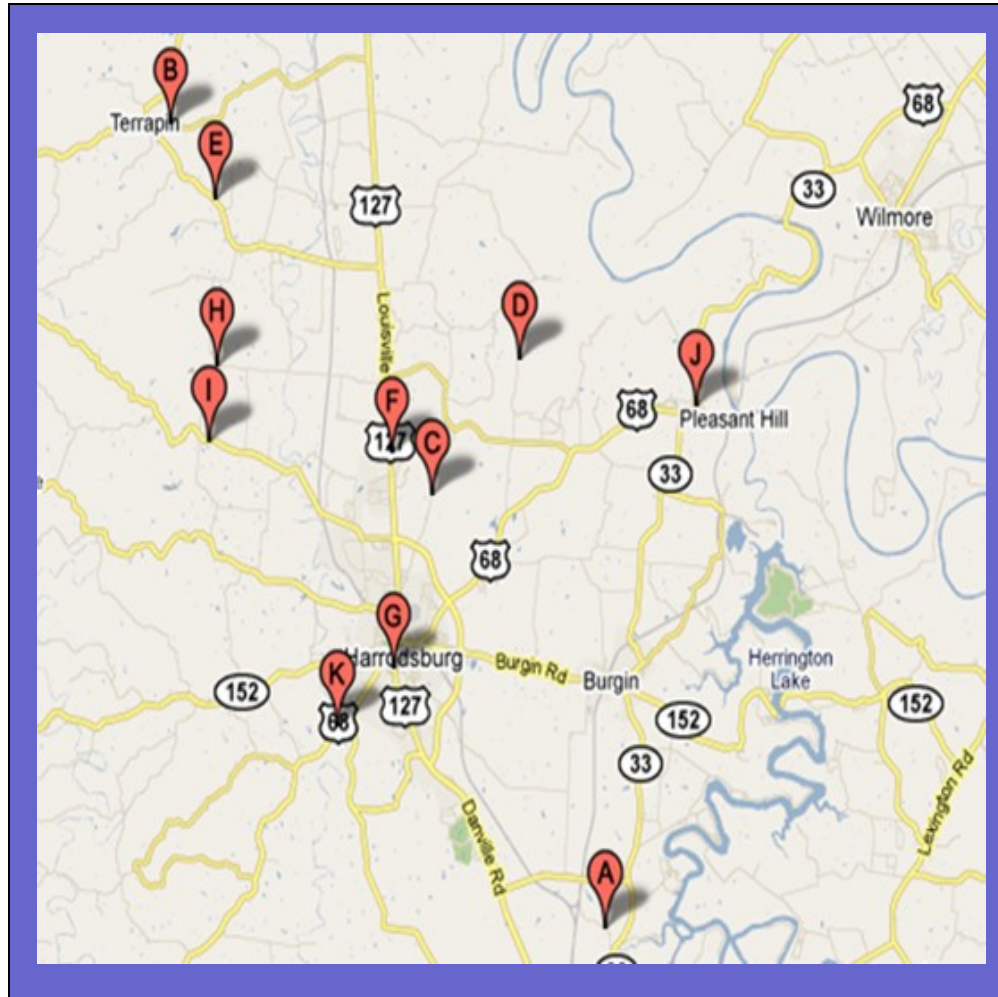 B
68
Terrapin
E
127
33
Wilmore
Louisville
H
D
J
I
F
68
Pleasant Hill
127
C
33
68
G
Harrodsburg
Burgin Rd
Burgin
Herrington
Lake
K
152
127
68
152
152
33
Danville Rd
Lexington Rd
A